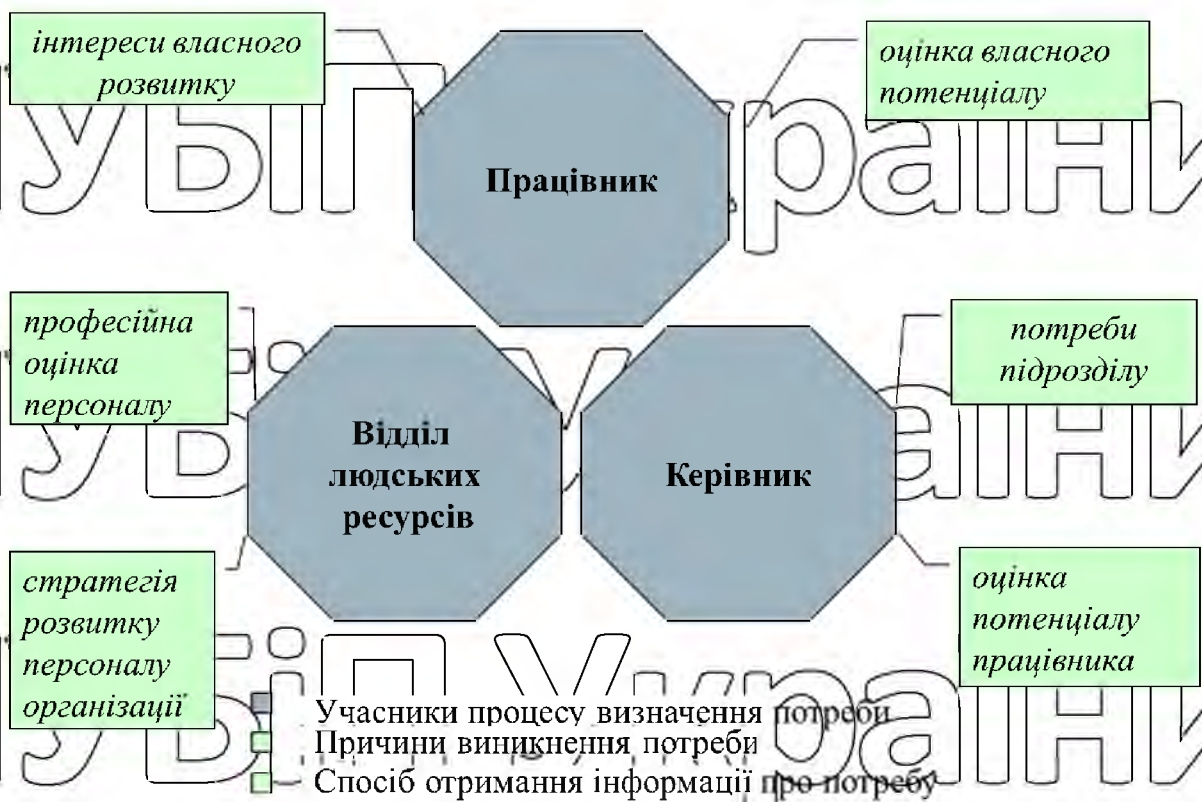 інтереси власного
розвитку
оцінка власного
потенціалу
Працівник
професійна
оцінка
персоналу
потреби
підрозділу
Відділ
людських
ресурсів
Керівник
стратегія
розвитку
персоналу
організації
оцінка
потенціалу
працівника
Учасники процесу визначення потреби
Причини виникнення потреби
Спосіб отримання інформації про потребу